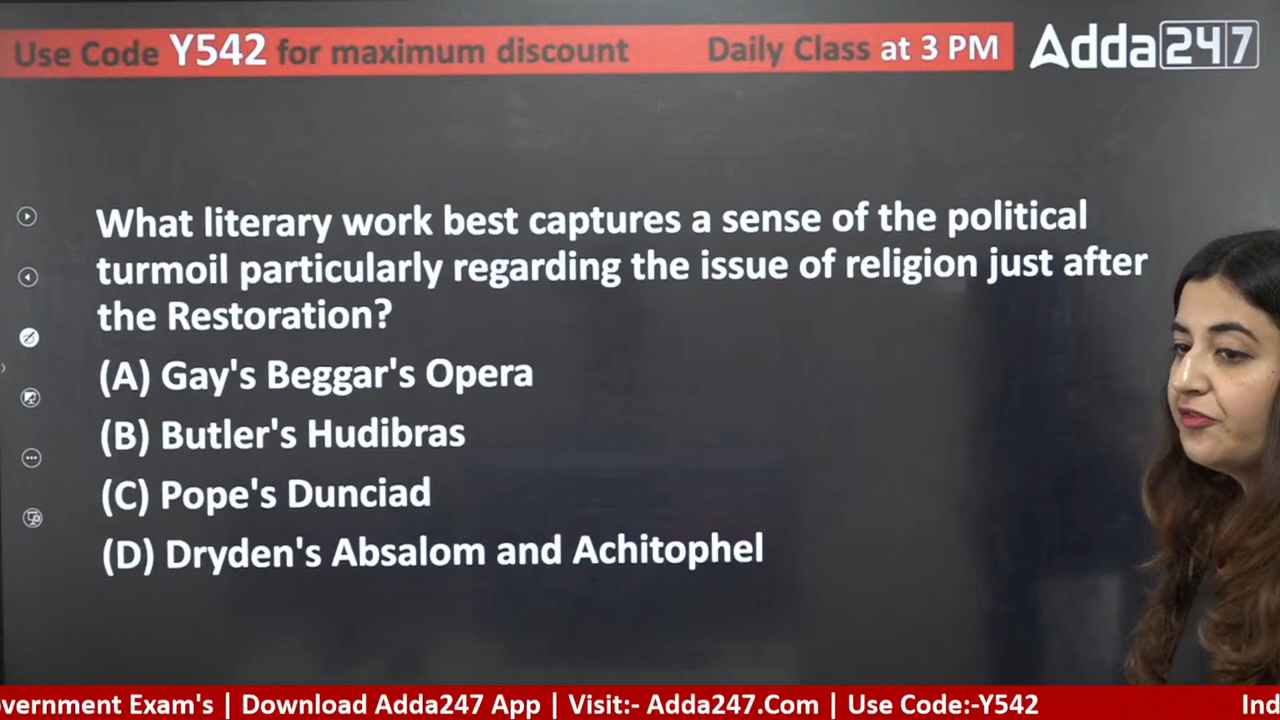 Use Code Y542 for maximum discount Daily Class at 3 PM Adda247
What literary work best captures a sense of the political
turmoil particularly regarding the issue of religion just after
the Restoration?
(A) Gay's Beggar's Opera
(B) Butler's Hudibras
(C) Pope's Dunciad
(D) Dryden's Absalom and Achitophel
vernment Exam's | Download Adda247 App | Visit:- Adda247.Com | Use Code:-Y542 Ind